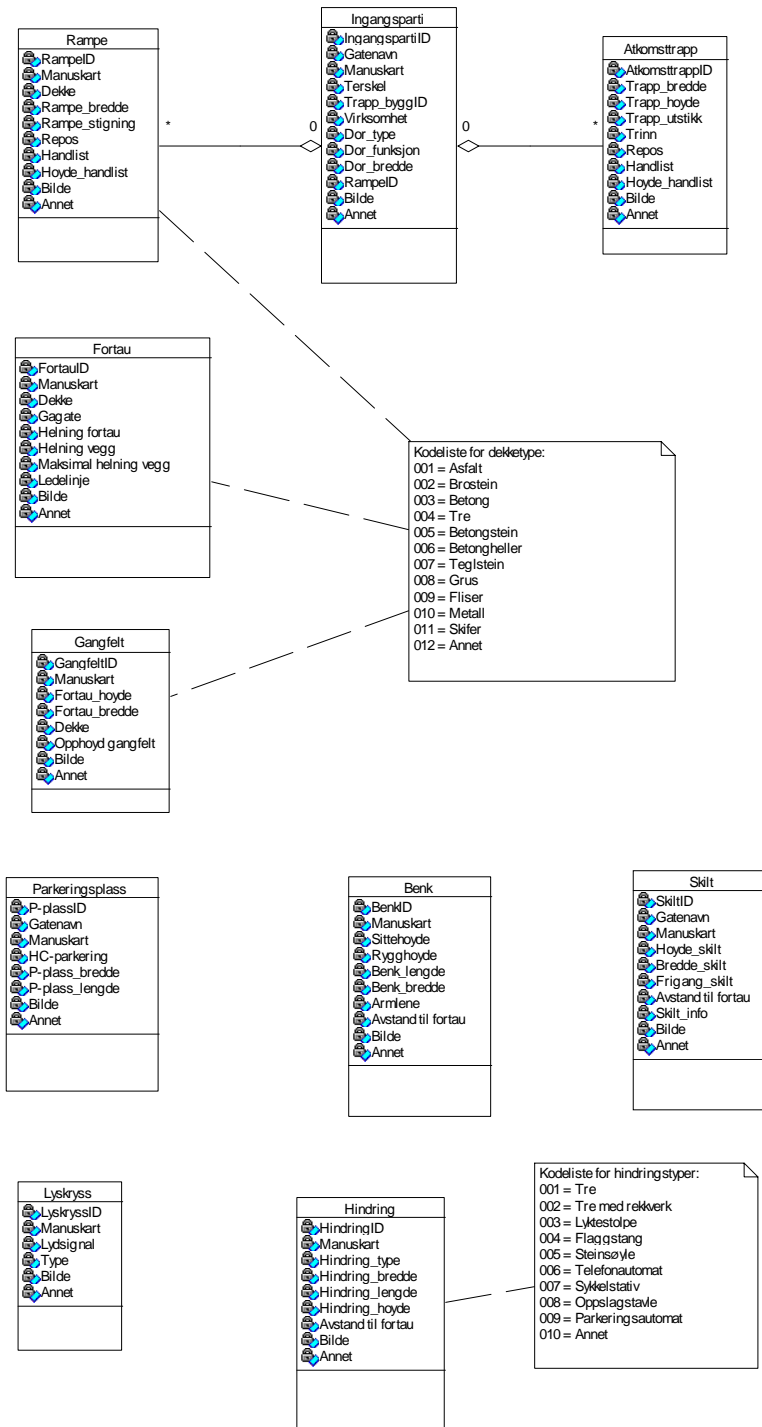 Rampe
RampeID
Manuskart
Dekke
Rampe_bredde
Rampe_stigning
Repos
Handlist
Hoyde_handlist
Bilde
Annet
*
0
Ingangsparti
IngangspartiID
Gatenavn
Manuskart
Terskel
Trapp_byggID
Virksomhet
Dor_type
Dor_funksjon
Dor_bredde
RampeID
Bilde
Annet
0
*
Atkomsttrapp
AtkomsttrappID
Trapp_bredde
Trapp_hoyde
Trapp_utstikk
Trinn
Repos
Handlist
Hoyde_handlist
Bilde
Annet
Fortau
FortauID
Manuskart
Dekke
Gagate
Helning fortau
Helning vegg
Maksimal helning vegg
Ledelinje
Bilde
Annet
Kodeliste for dekketype:
001 = Asfalt
002 = Brostein
003 = Betong
004 = Tre
005 = Betongstein
006 = Betongheller
007 = Teglstein
008 = Grus
009 = Fliser
010 = Metall
011 = Skifer
012 = Annet
Gangfelt
GangfeltID
Manuskart
Fortau_hoyde
Fortau_bredde
Dekke
Opphoyd gangfelt
Bilde
Annet
Parkeringsplass
P-plassID
Gatenavn
Manuskart
HC-parkering
P-plass_bredde
P-plass_lengde
Bilde
Annet
Benk
BenkID
Manuskart
Sittehoyde
Rygghoyde
Benk_lengde
Benk_bredde
Armlene
Avstand til fortau
Bilde
Annet
Skilt
SkiltID
Gatenavn
Manuskart
Hoyde_skilt
Bredde_skilt
Frigang_skilt
Avstand til fortau
Skilt_info
Bilde
Annet
Lyskryss
LyskryssID
Manuskart
Lydsignal
Type
Bilde
Annet
Hindring
HindringID
Manuskart
Hindring_type
Hindring_bredde
Hindring_lengde
Hindring_hoyde
Avstand til fortau
Bilde
Annet
Kodeliste for hindringstyper:
001 = Tre
002 = Tre med rekkverk
003 = Lyktestolpe
004 = Flaggstang
005 = Steinsøyle
006 = Telefonautomat
007 = Sykkelstativ
008 = Oppslagstavle
009 = Parkeringsautomat
010 = Annet